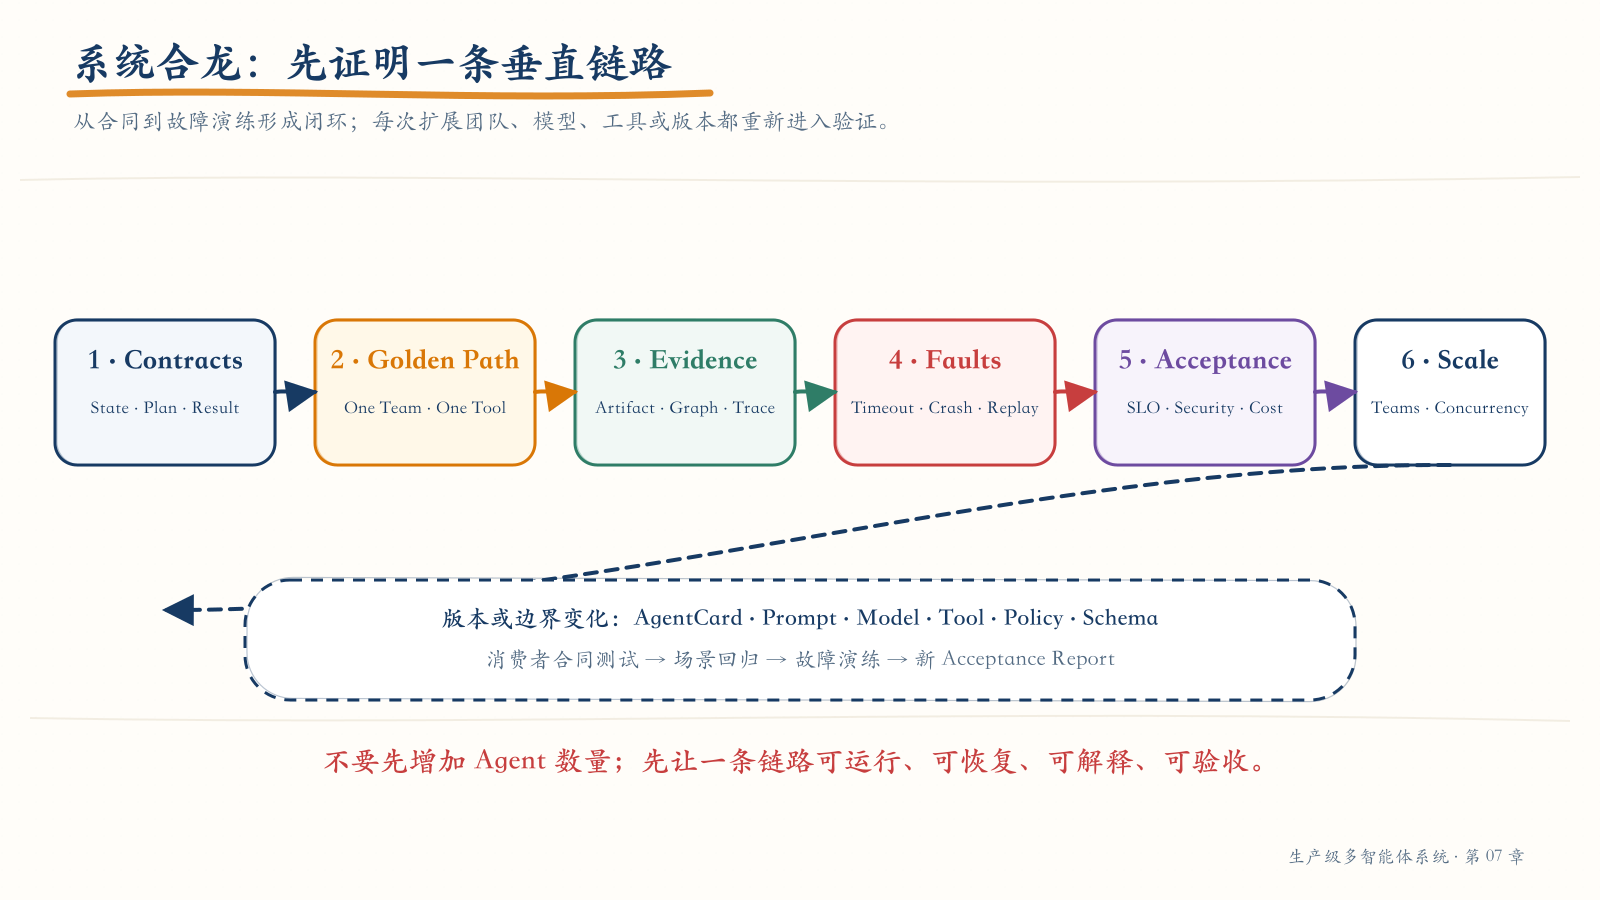 系统合龙：先证明一条垂直链路
从合同到故障演练形成闭环；每次扩展团队、模型、工具或版本都重新进入验证。
1 · Contracts
State · Plan · Result
2 · Golden Path
One Team · One Tool
3 · Evidence
Artifact · Graph · Trace
4 · Faults
Timeout · Crash · Replay
5 · Acceptance
SLO · Security · Cost
6 · Scale
Teams · Concurrency
版本或边界变化：AgentCard · Prompt · Model · Tool · Policy · Schema
消费者合同测试 → 场景回归 → 故障演练 → 新 Acceptance Report
不要先增加 Agent 数量；先让一条链路可运行、可恢复、可解释、可验收。
生产级多智能体系统 · 第 07 章